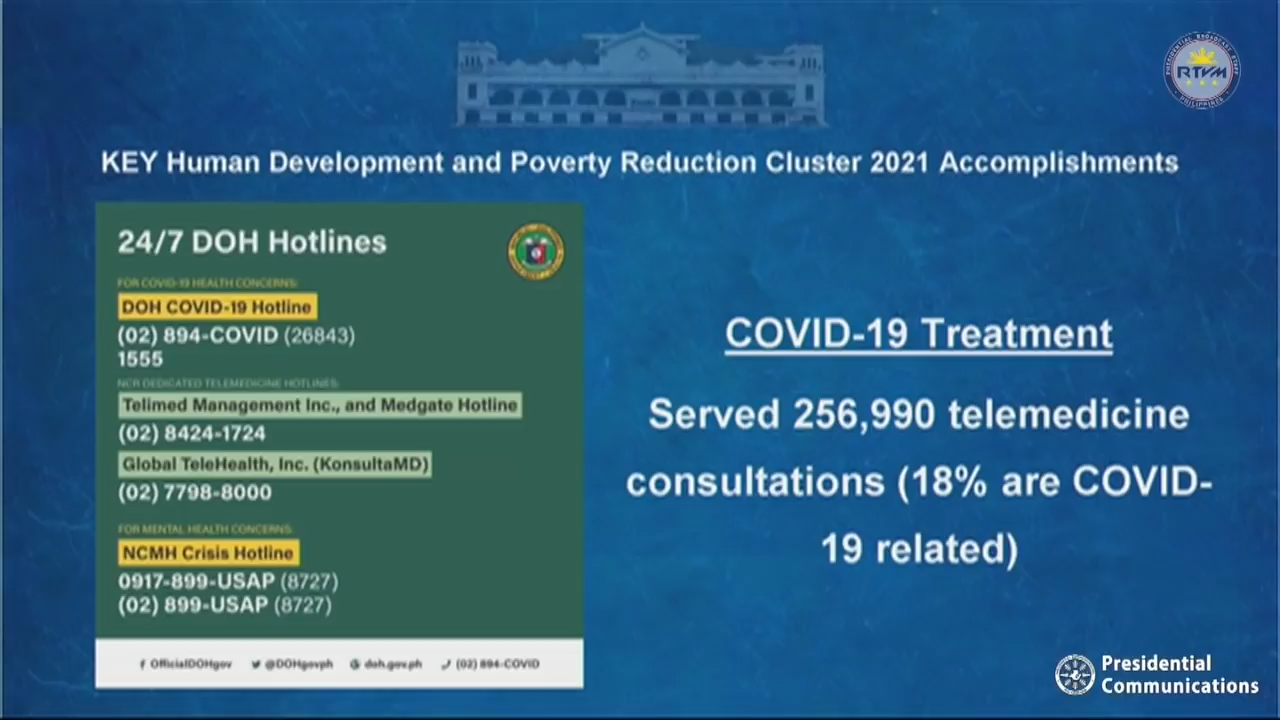 RTVM
PHILIPPINES
KEY Human Development and Poverty Reduction Cluster 2021 Accomplishments
24/7 DOH Hotlines
FOR COVID-19 HEALTH CONCERNS:
DOH COVID-19 Hotline
(02) 894-COVID (26843)
1555
NCR DEDICATED TELEMEDICINE HOTLINES:
Telimed Management Inc., and Medgate Hotline
(02) 8424-1724
Global TeleHealth, Inc. (KonsultaMD)
(02) 7798-8000
FOR MENTAL HEALTH CONCERNS:
NCMH Crisis Hotline
0917-899-USAP (8727)
(02) 899-USAP (8727)
OfficialDOHgov @DOHgovph doh.gov.ph (02) 894-COVID
COVID-19 Treatment
Served 256,990 telemedicine
consultations (18% are COVID-
19 related)
Presidential
Communications